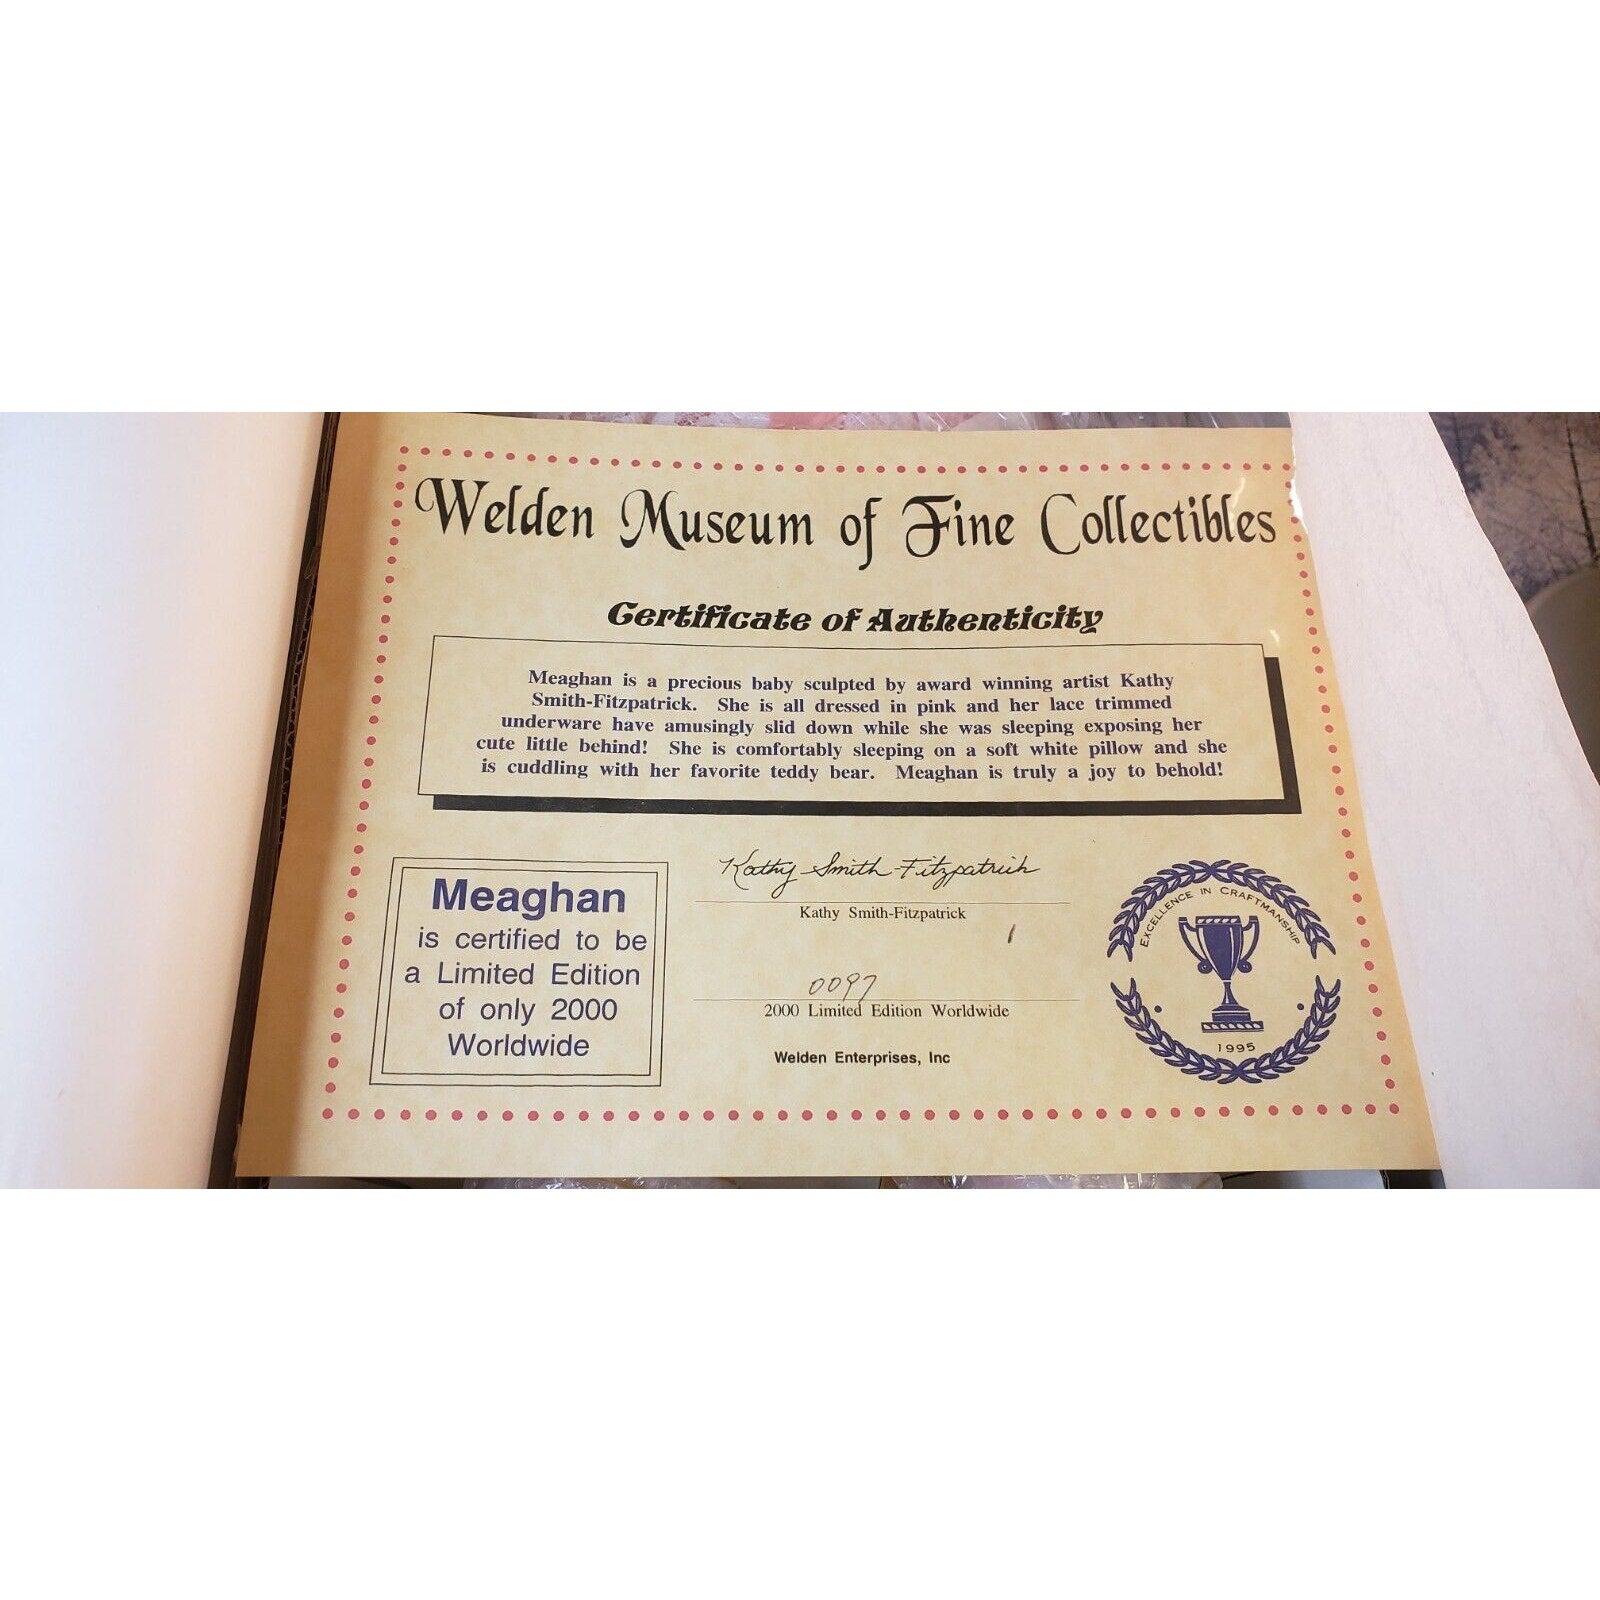 Welden Museum of Fine Collectibles
Certificate of Authenticity
Meaghan is a precious baby sculpted by award winning artist Kathy
Smith-Fitzpatrick. She is all dressed in pink and her lace trimmed
underware have amusingly slid down while she was sleeping exposing her
cute little behind! She is comfortably sleeping on a soft white pillow and she
is cuddling with her favorite teddy bear. Meaghan is truly a joy to behold!
Meaghan
is certified to be
a Limited Edition
of only 2000
Worldwide
Kathy Smith-Fitzpatrick
Kathy Smith-Fitzpatrick
0097
2000 Limited Edition Worldwide
Welden Enterprises, Inc
Excellence in Craftmanship
1995